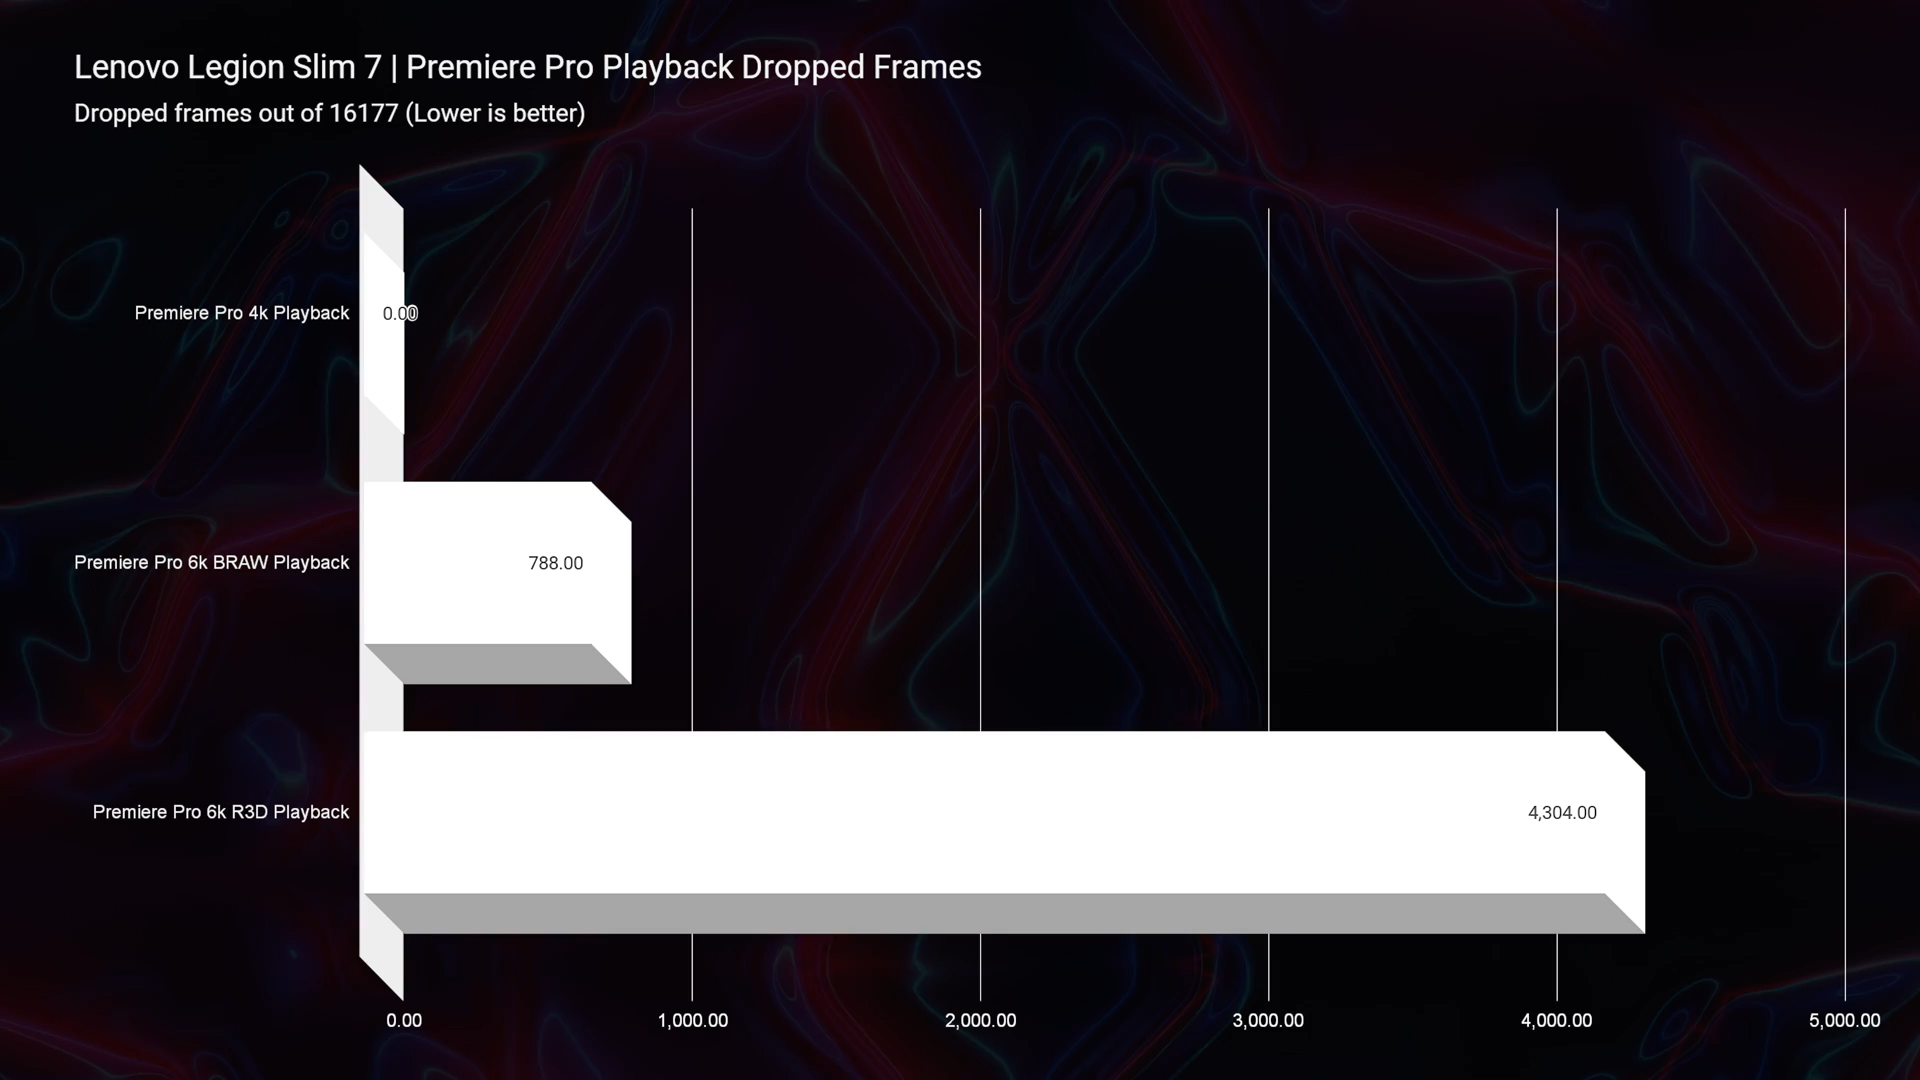 Lenovo Legion Slim 7 | Premiere Pro Playback Dropped Frames
Dropped frames out of 16177 (Lower is better)
Premiere Pro 4k Playback
0.00
Premiere Pro 6k BRAW Playback
788.00
Premiere Pro 6k R3D Playback
4,304.00
0.00 1,000.00 2,000.00 3,000.00 4,000.00 5,000.00